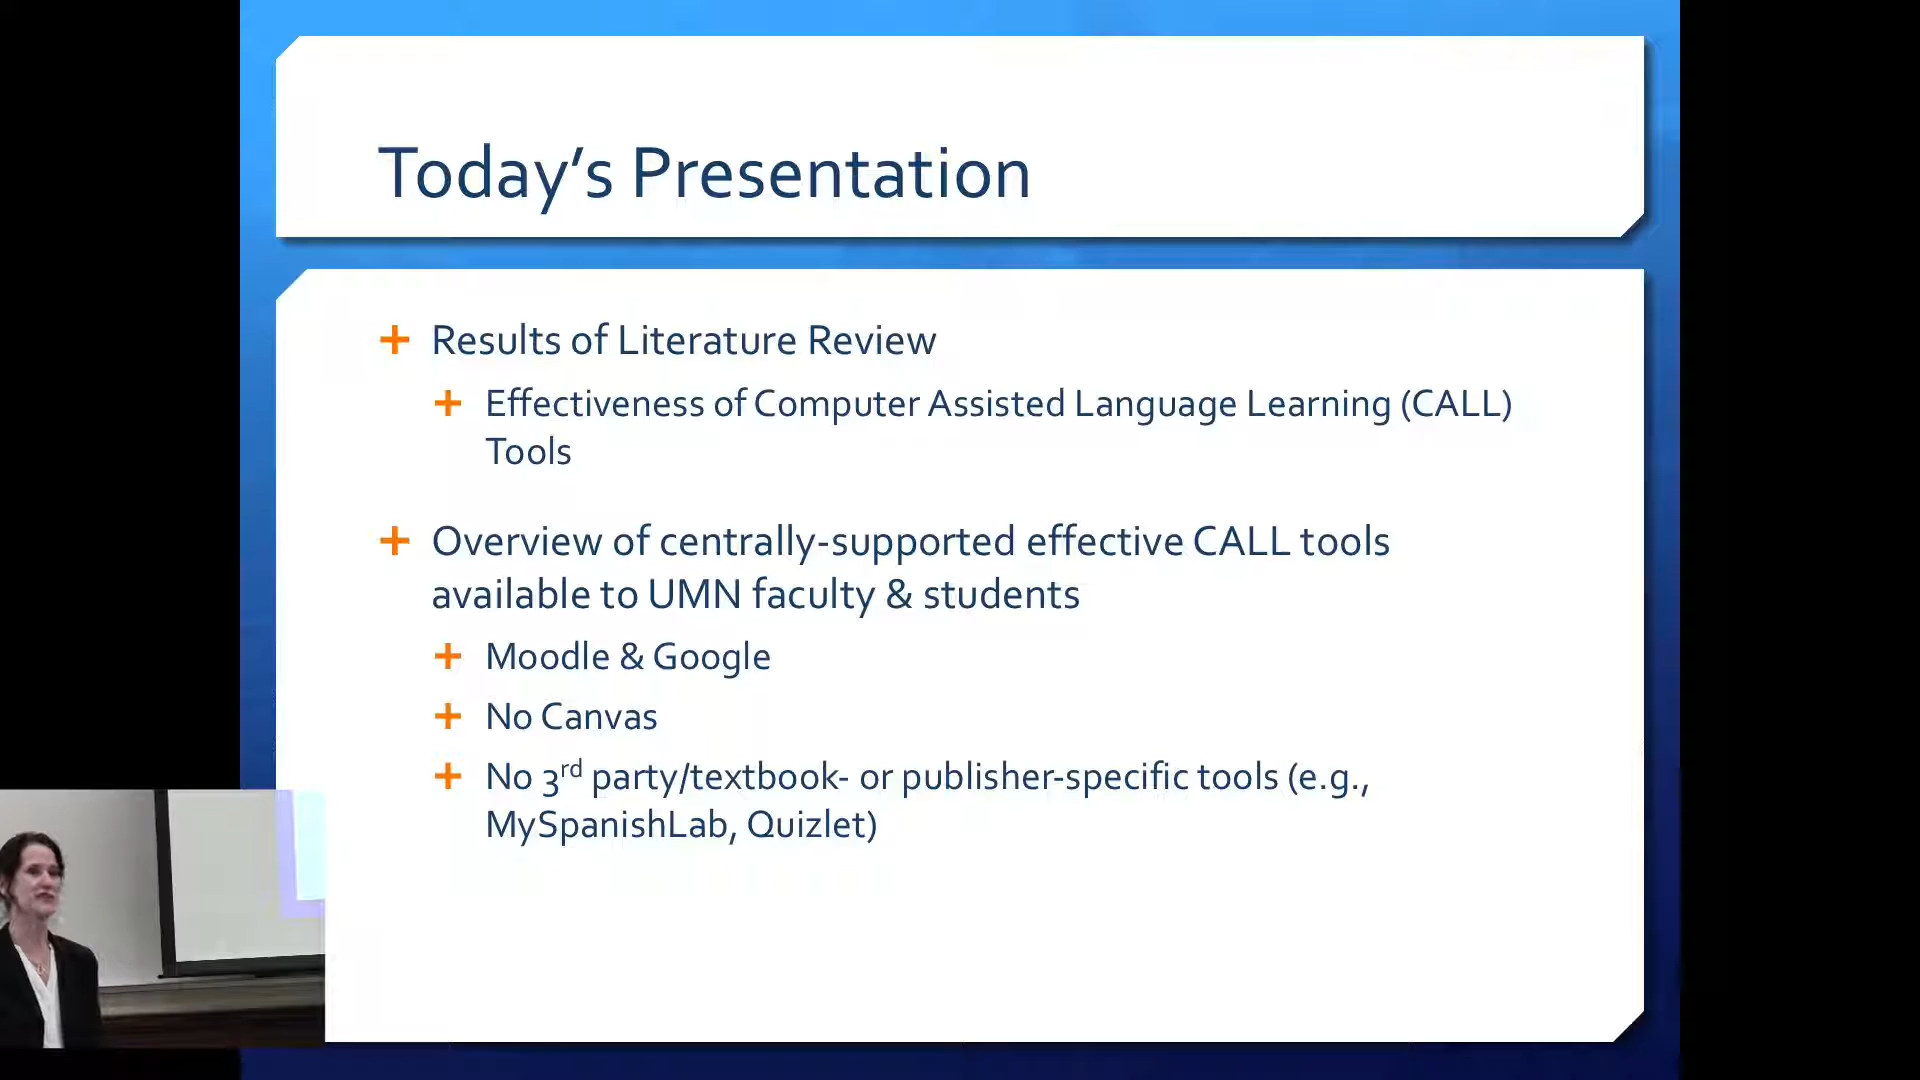 Today’s Presentation
Results of Literature Review
Effectiveness of Computer Assisted Language Learning (CALL)
Tools
Overview of centrally-supported effective CALL tools
available to UMN faculty & students
Moodle & Google
No Canvas
No 3rd party/textbook- or publisher-specific tools (e.g.,
MySpanishLab, Quizlet)